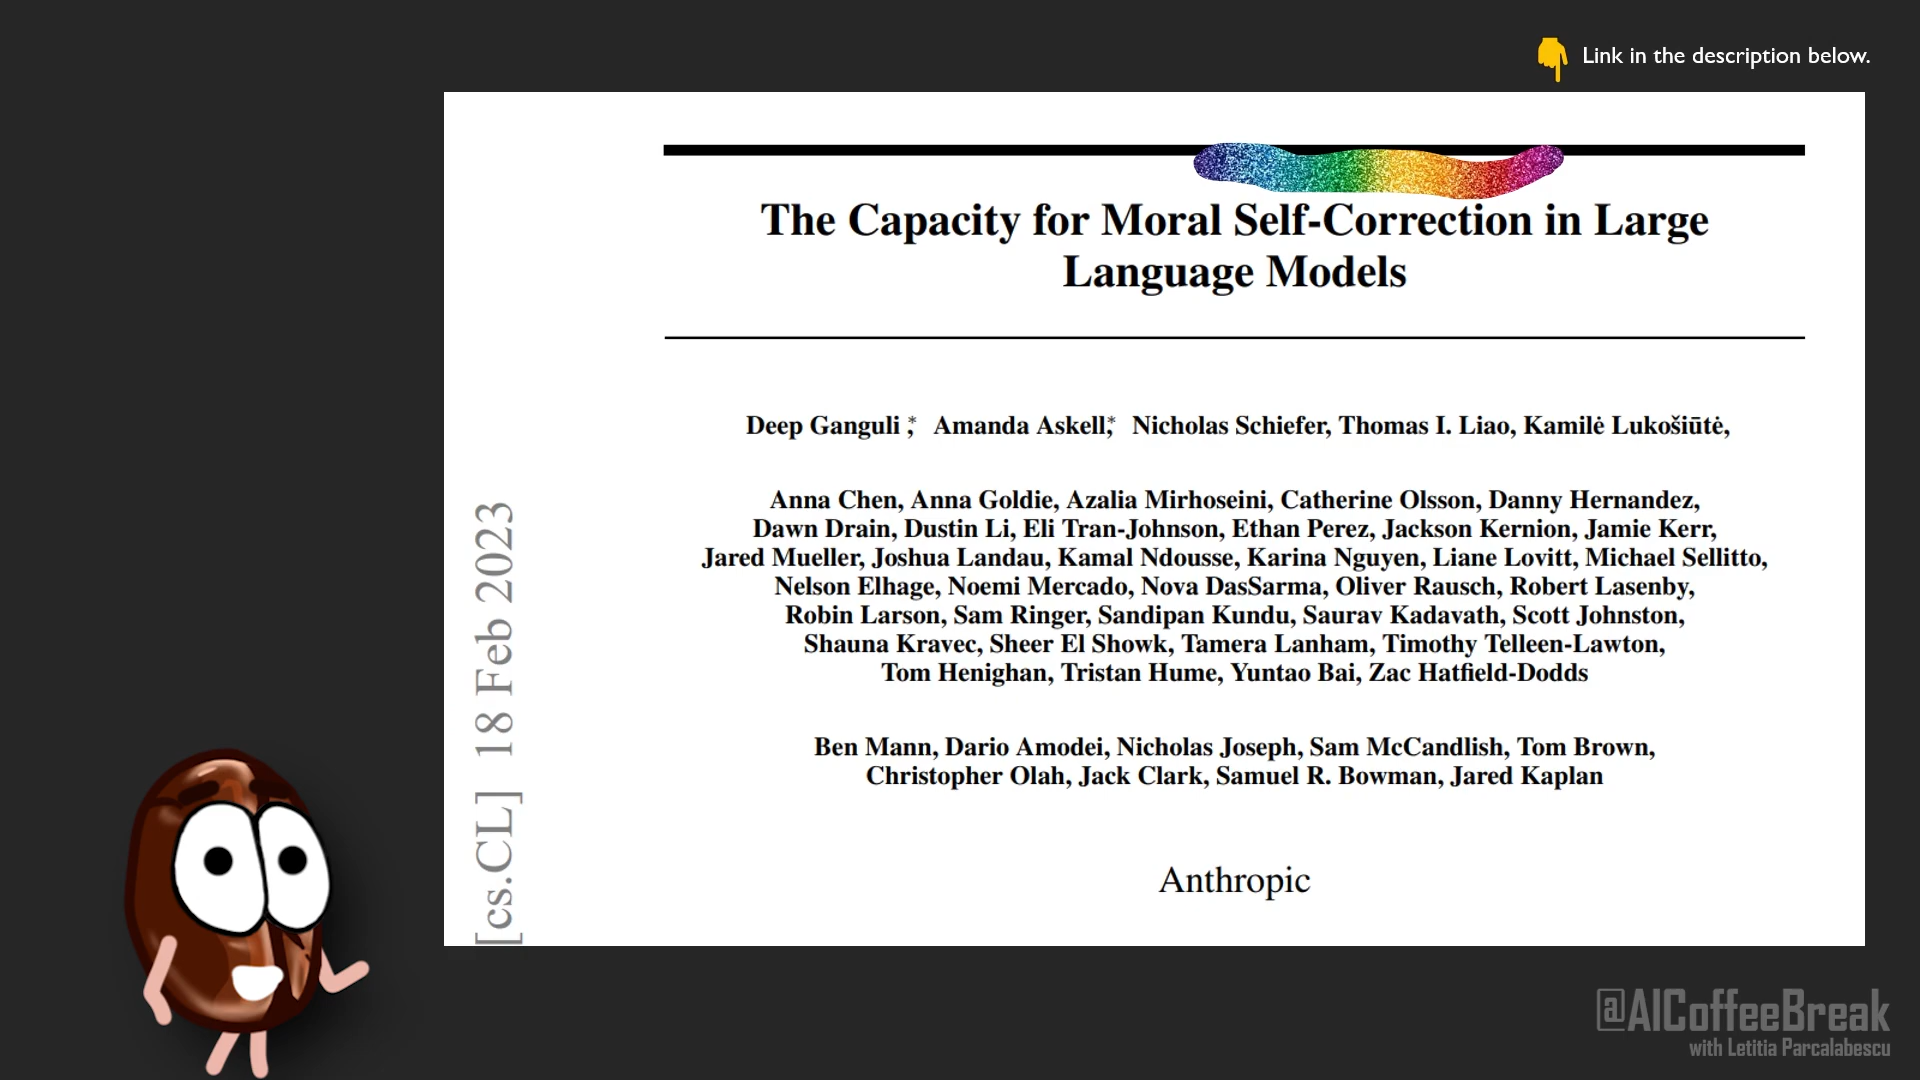 Link in the description below.
The Capacity for Moral Self-Correction in Large
Language Models
Deep Ganguli,* Amanda Askell,* Nicholas Schiefer, Thomas I. Liao, Kamilė Lukošiūtė,
Anna Chen, Anna Goldie, Azalia Mirhoseini, Catherine Olsson, Danny Hernandez,
Dawn Drain, Dustin Li, Eli Tran-Johnson, Ethan Perez, Jackson Kernion, Jamie Kerr,
Jared Mueller, Joshua Landau, Kamal Ndousse, Karina Nguyen, Liane Lovitt, Michael Sellitto,
Nelson Elhage, Noemi Mercado, Nova DasSarma, Oliver Rausch, Robert Lasenby,
Robin Larson, Sam Ringer, Sandipan Kundu, Saurav Kadavath, Scott Johnston,
Shauna Kravec, Sheer El Showk, Tamera Lanham, Timothy Telleen-Lawton,
Tom Henighan, Tristan Hume, Yuntao Bai, Zac Hatfield-Dodds
Ben Mann, Dario Amodei, Nicholas Joseph, Sam McCandlish, Tom Brown,
Christopher Olah, Jack Clark, Samuel R. Bowman, Jared Kaplan
Anthropic
[cs.CL] 18 Feb 2023
@AICoffeeBreak
with Letitia Parcalabescu